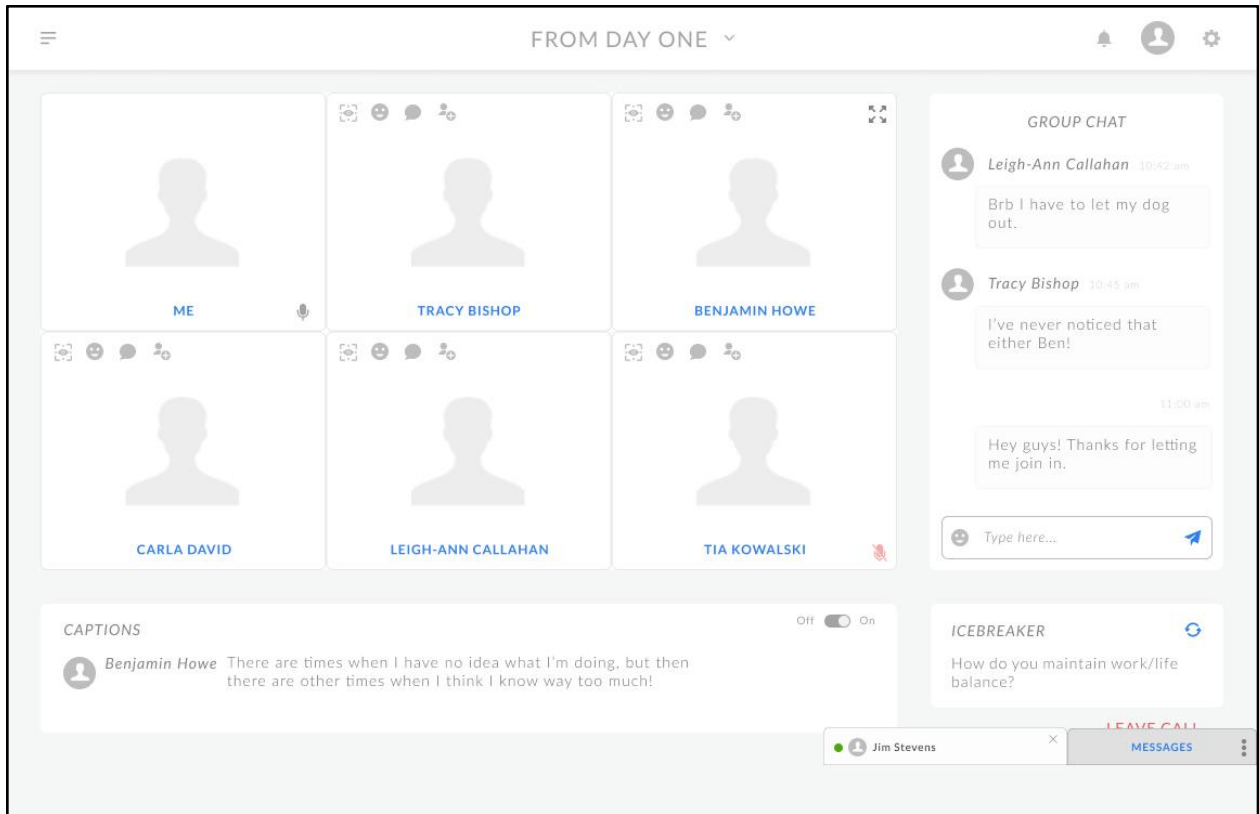 FROM DAY ONE
ME
TRACY BISHOP
BENJAMIN HOWE
CARLA DAVID
LEIGH-ANN CALLAHAN
TIA KOWALSKI
GROUP CHAT
Leigh-Ann Callahan 10:42 am
Brb I have to let my dog
out.
Tracy Bishop 10:45 am
I've never noticed that
either Ben!
11:00 am
Hey guys! Thanks for letting
me join in.
Type here...
CAPTIONS
Off On
Benjamin Howe There are times when I have no idea what I'm doing, but then
there are other times when I think I know way too much!
ICEBREAKER
How do you maintain work/life
balance?
LEAVE CALL
Jim Stevens
MESSAGES